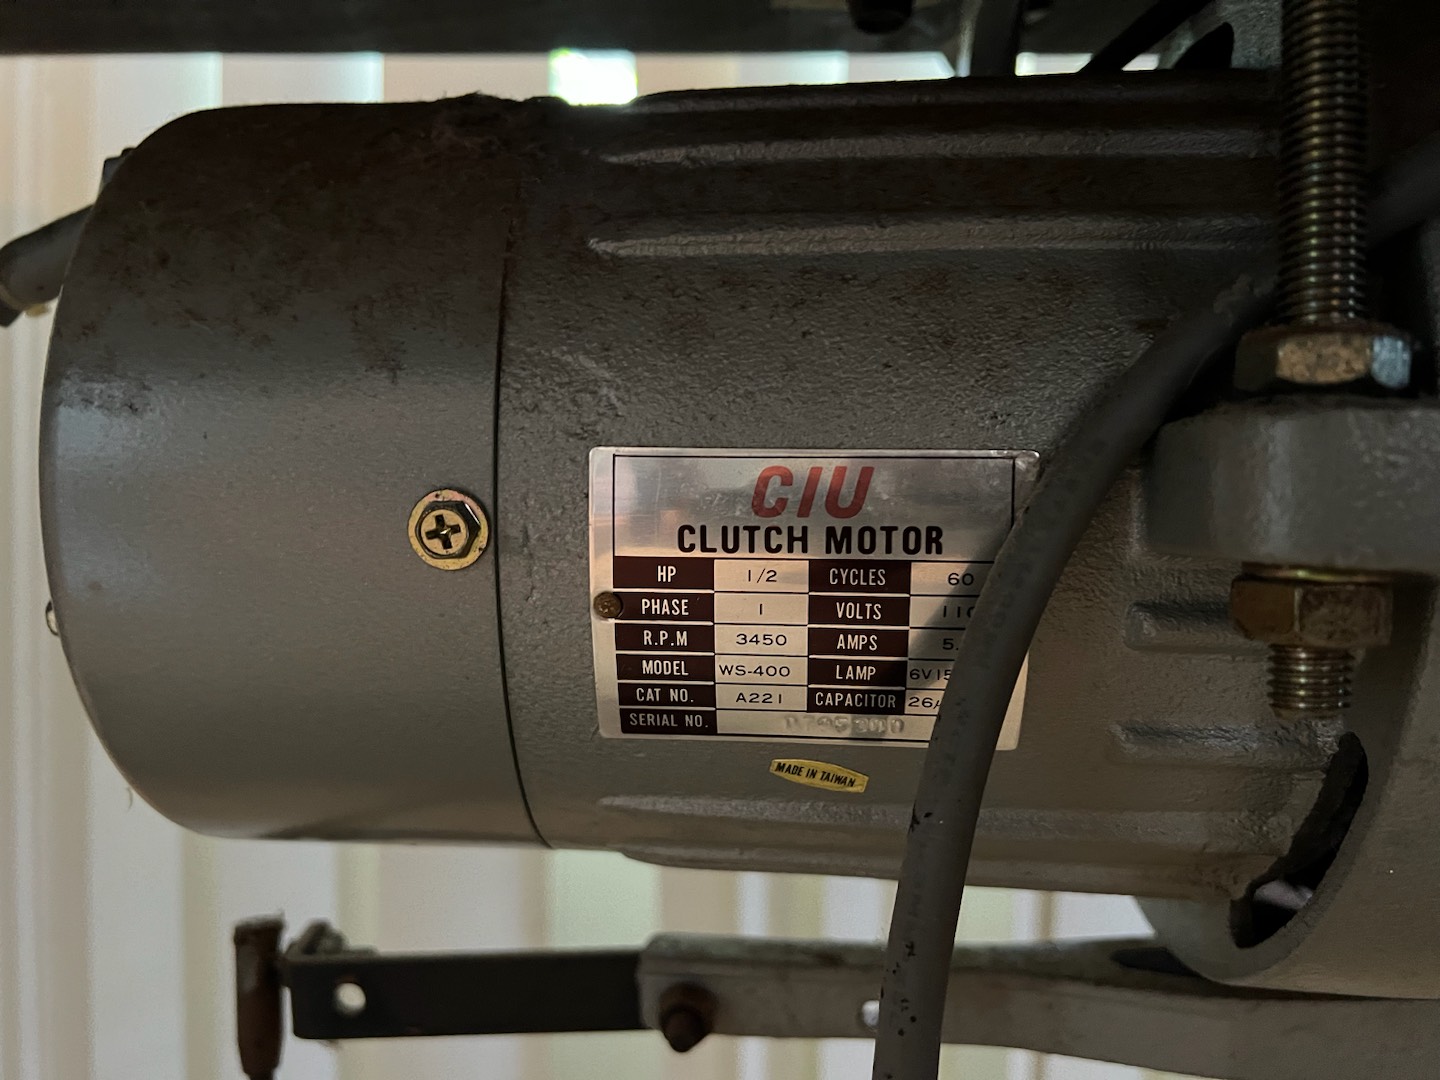 CIU
CLUTCH MOTOR
HP 1/2 CYCLES 60
PHASE 1 VOLTS
R.P.M 3450 AMPS
MODEL WS-400 LAMP
CAT NO. A221 CAPACITOR
SERIAL NO.
MADE IN TAIWAN